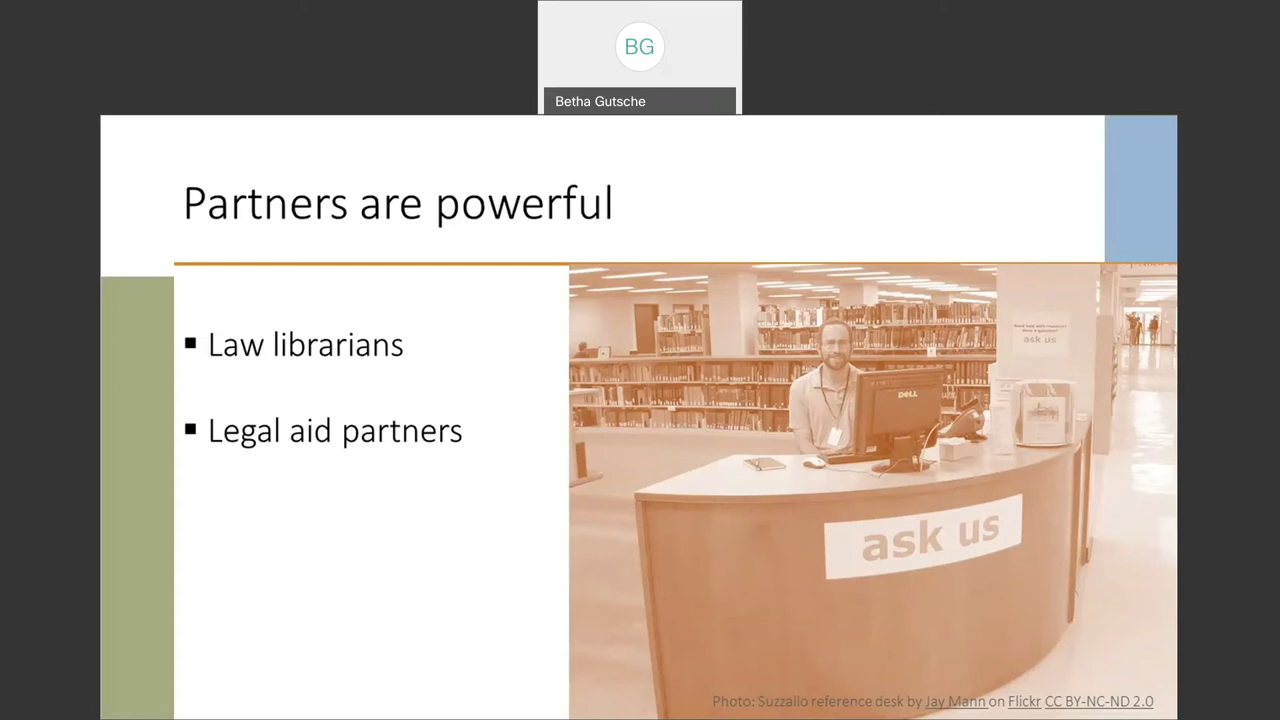 BG
Betha Gutsche
Partners are powerful
▪ Law librarians
▪ Legal aid partners
ask us
DELL
ask us
Photo: Suzzallo reference desk by Jay Mann on Flickr CC BY-NC-ND 2.0